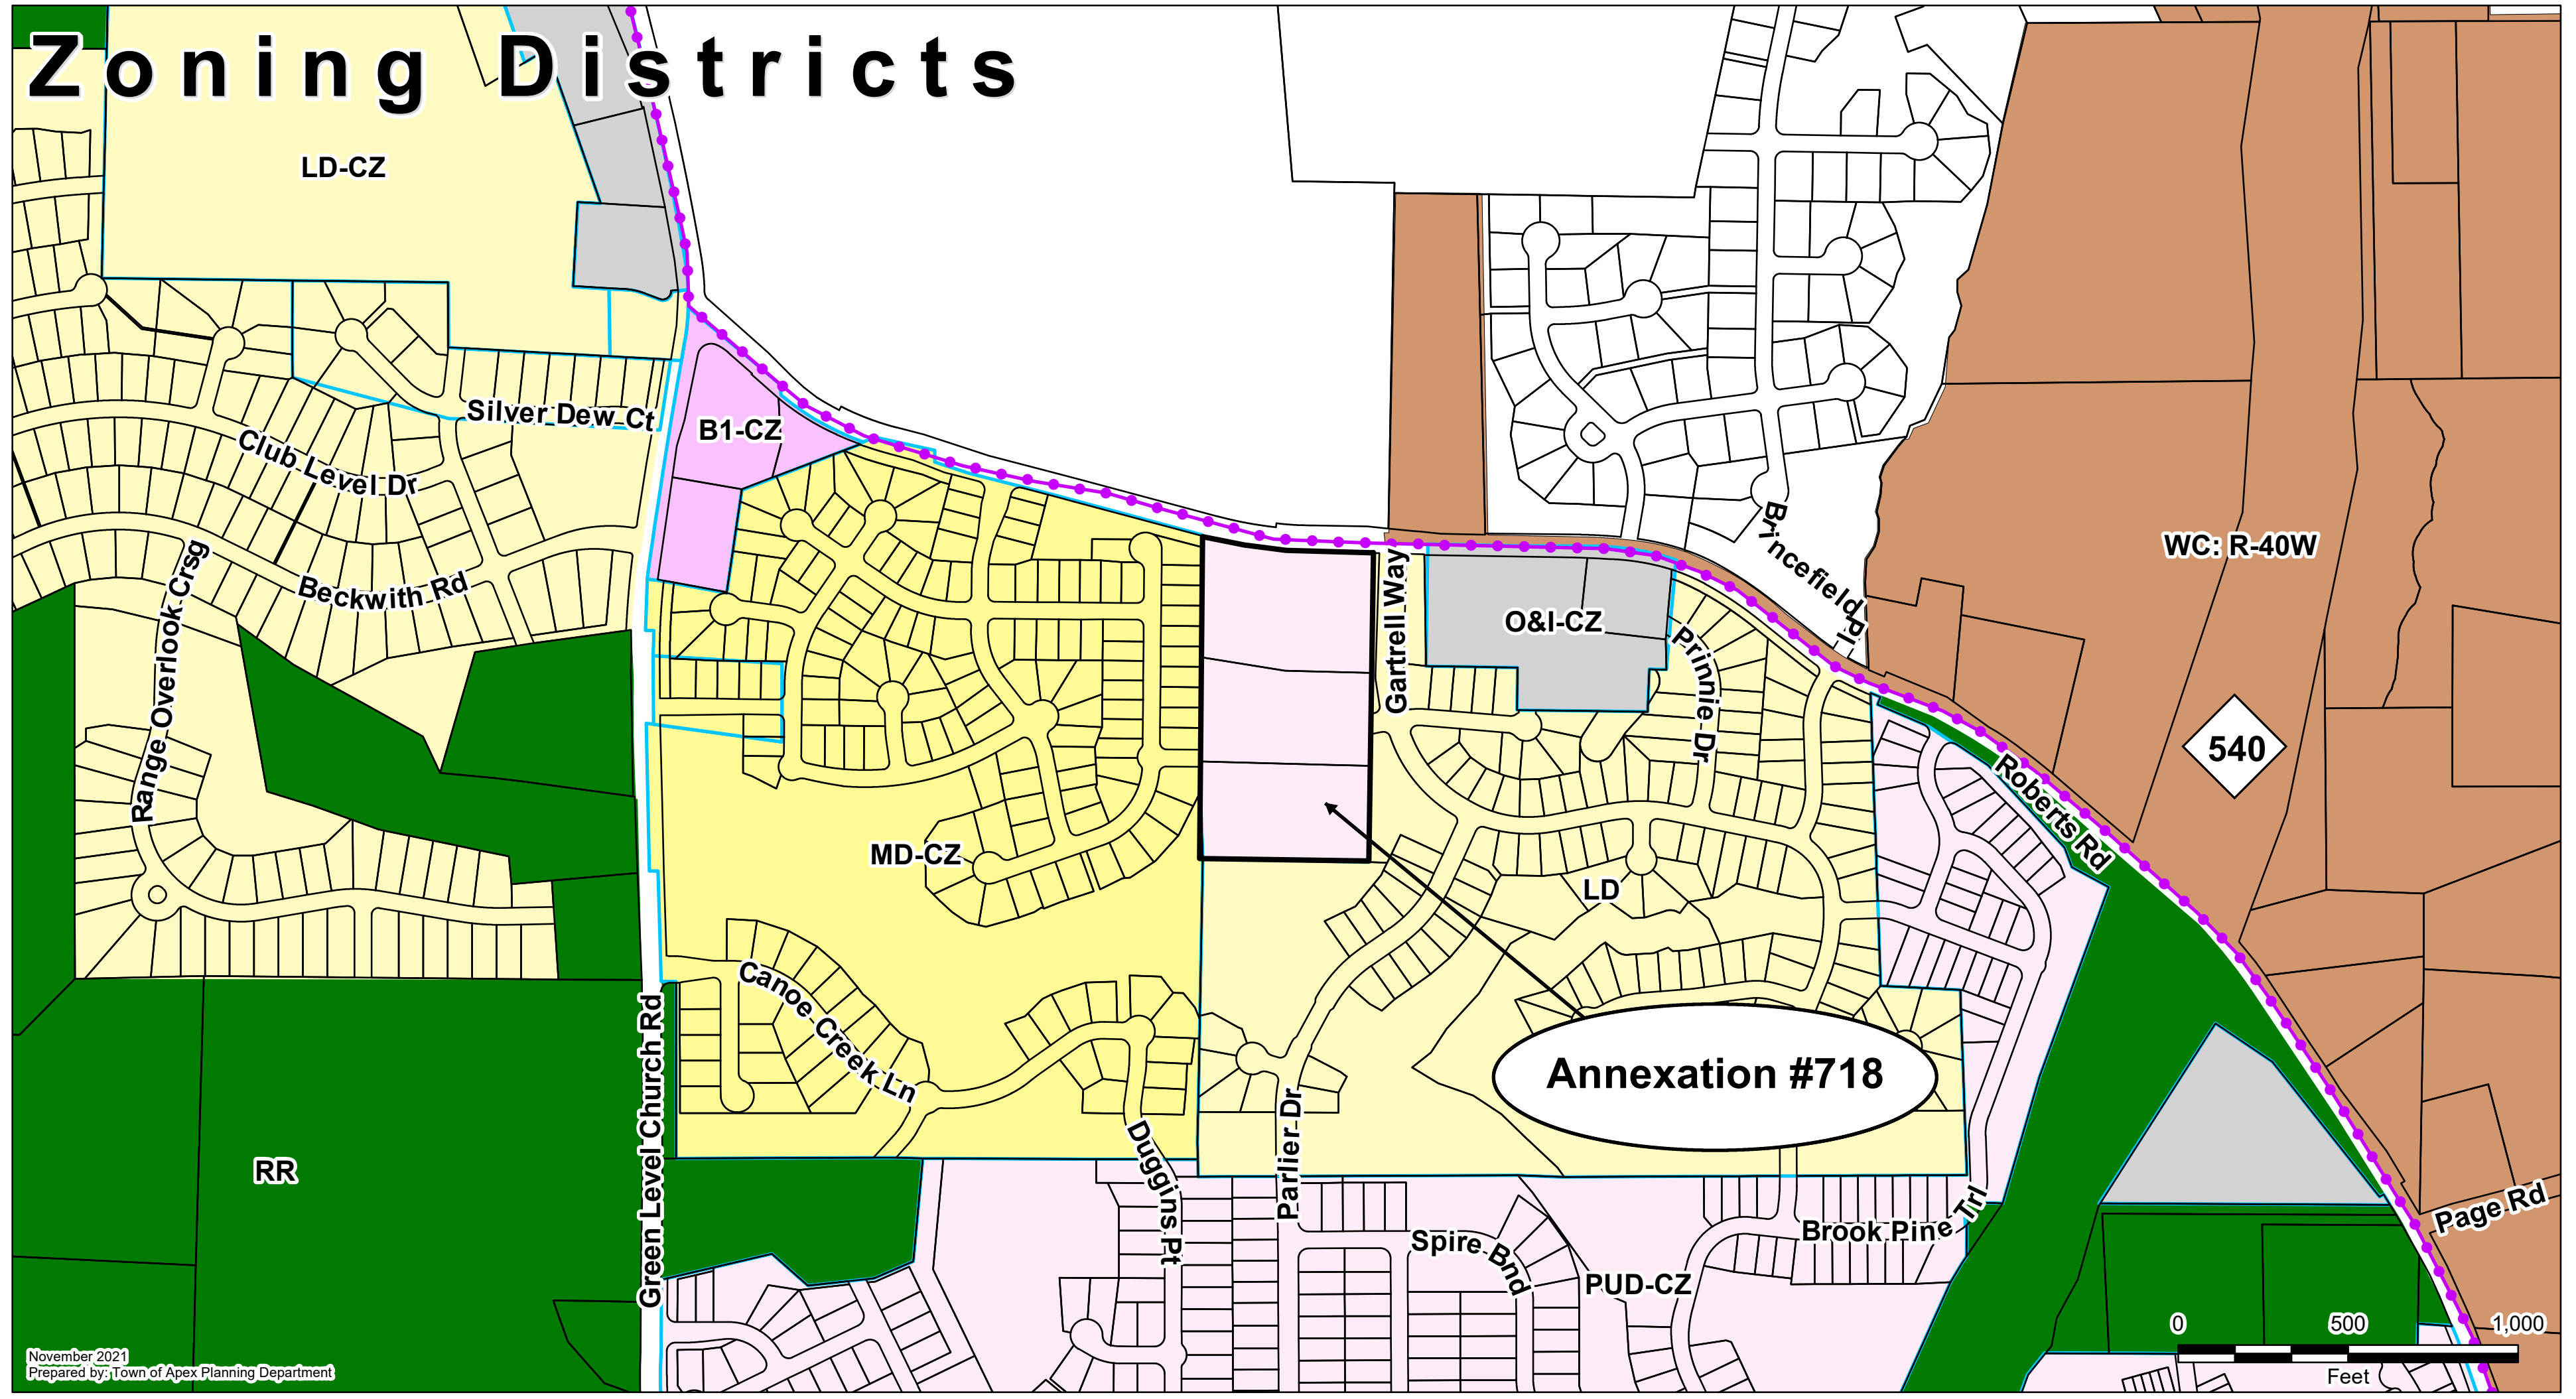 Zoning Districts
LD-CZ
Silver Dew Ct
B1-CZ
Club Level Dr
Brincefield Pl
WC: R-40W
Range Overlook Crsg
Beckwith Rd
Gartrell Way
O&I-CZ
Prinnie Dr
540
Roberts Rd
MD-CZ
LD
Canoe Creek Ln
Annexation #718
Green Level Church Rd
RR
Duggins Pt
Parlier Dr
Spire Bnd
Brook Pine Trl
Page Rd
PUD-CZ
0 500 1,000
Feet
November 2021
Prepared by: Town of Apex Planning Department